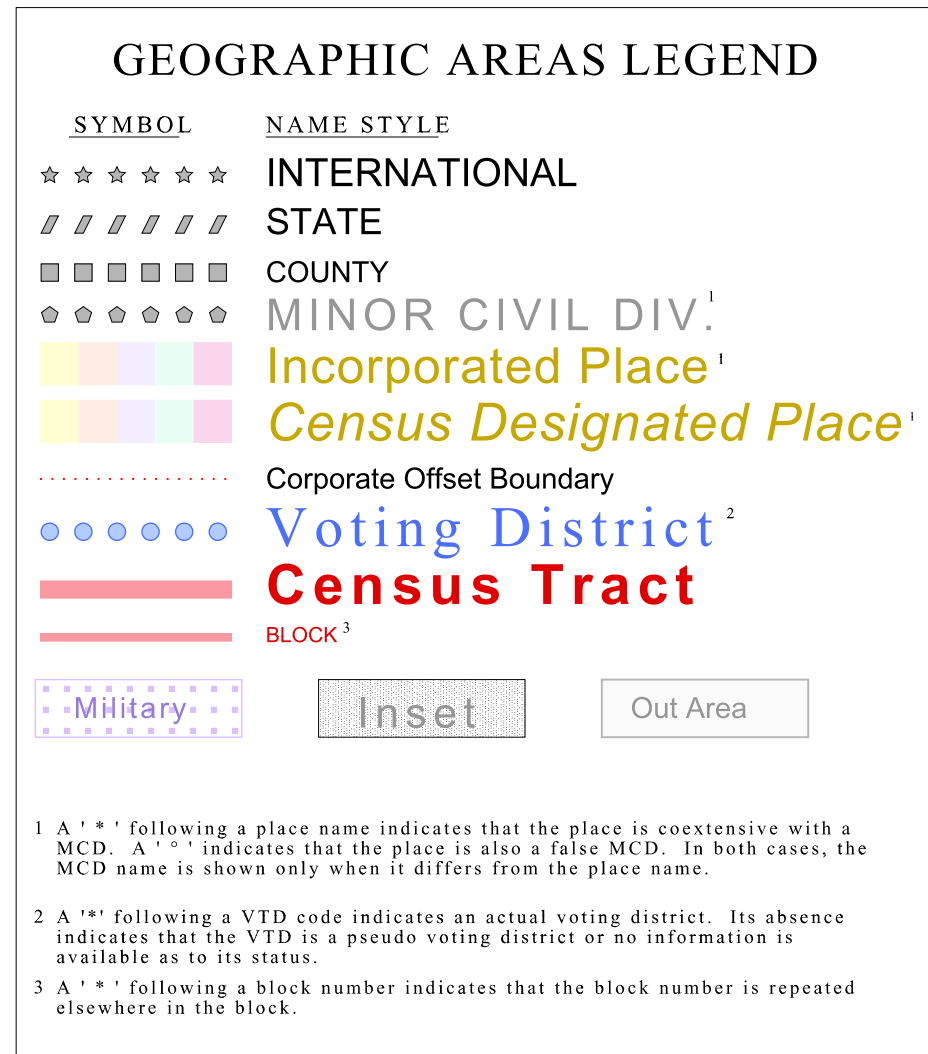 GEOGRAPHIC AREAS LEGEND
SYMBOL NAME STYLE
INTERNATIONAL
STATE
COUNTY
MINOR CIVIL DIV. 1
Incorporated Place 1
Census Designated Place 1
Corporate Offset Boundary
Voting District 2
Census Tract
BLOCK 3
Military Inset Out Area
1 A ' * ' following a place name indicates that the place is coextensive with a
MCD. A ' ° ' indicates that the place is also a false MCD. In both cases, the
MCD name is shown only when it differs from the place name.
2 A '*' following a VTD code indicates an actual voting district. Its absence
indicates that the VTD is a pseudo voting district or no information is
available as to its status.
3 A ' * ' following a block number indicates that the block number is repeated
elsewhere in the block.